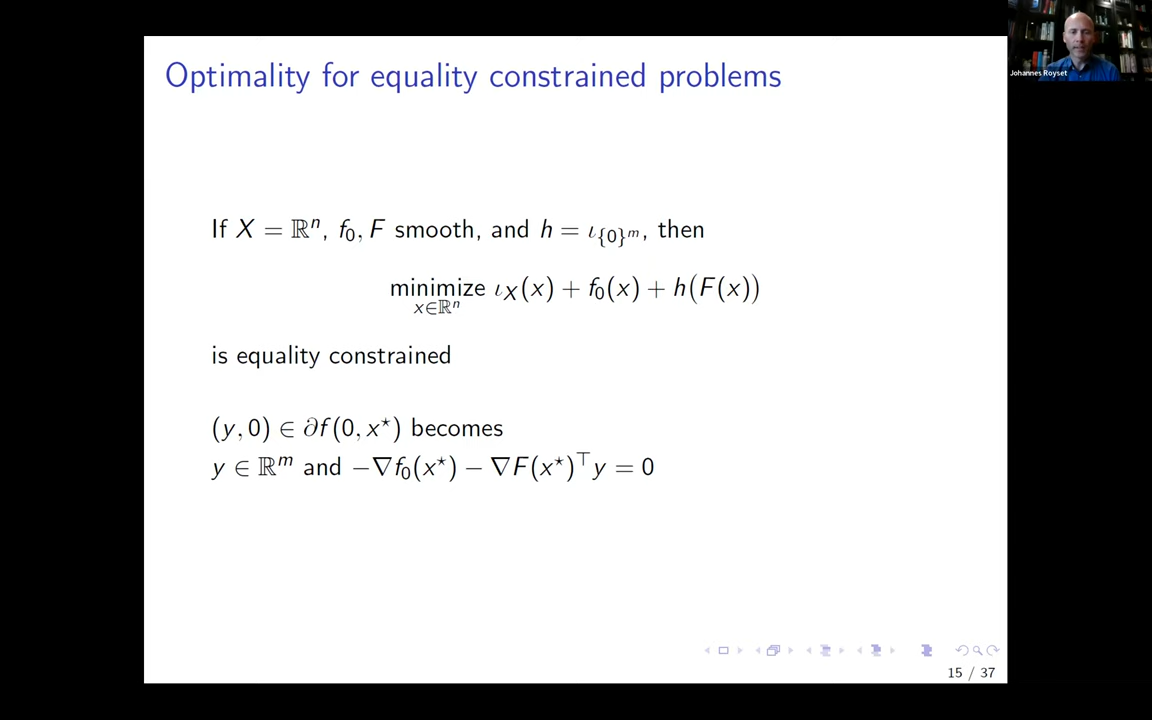 Optimality for equality constrained problems
Johannes Royset
If X = ℝⁿ, f₀, F smooth, and h = ι_{{0}^m}, then
minimize ι_X(x) + f₀(x) + h(F(x))
x∈ℝⁿ
is equality constrained
(y, 0) ∈ ∂f(0, x⋆) becomes
y ∈ ℝᵐ and −∇f₀(x⋆) − ∇F(x⋆)ᵀy = 0
15 / 37